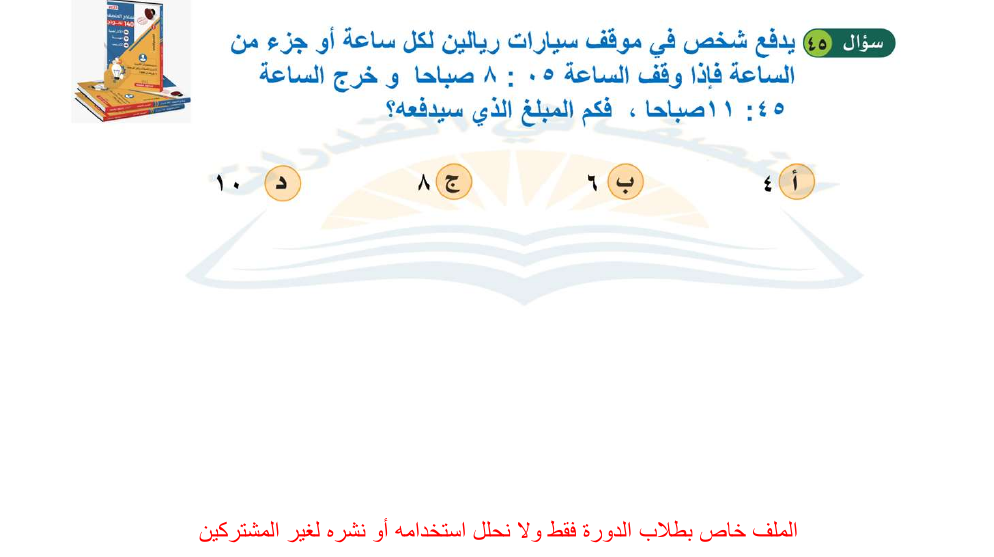 سؤال ٤٥ يدفع شخص في موقف سيارات ريالين لكل ساعة أو جزء من
الساعة فإذا وقف الساعة ٠٥ : ٨ صباحا و خرج الساعة
٤٥: ١١صباحا ، فكم المبلغ الذي سيدفعه؟
أ ٤ ب ٦ ج ٨ د ١٠
الملف خاص بطلاب الدورة فقط ولا نحلل استخدامه أو نشره لغير المشتركين